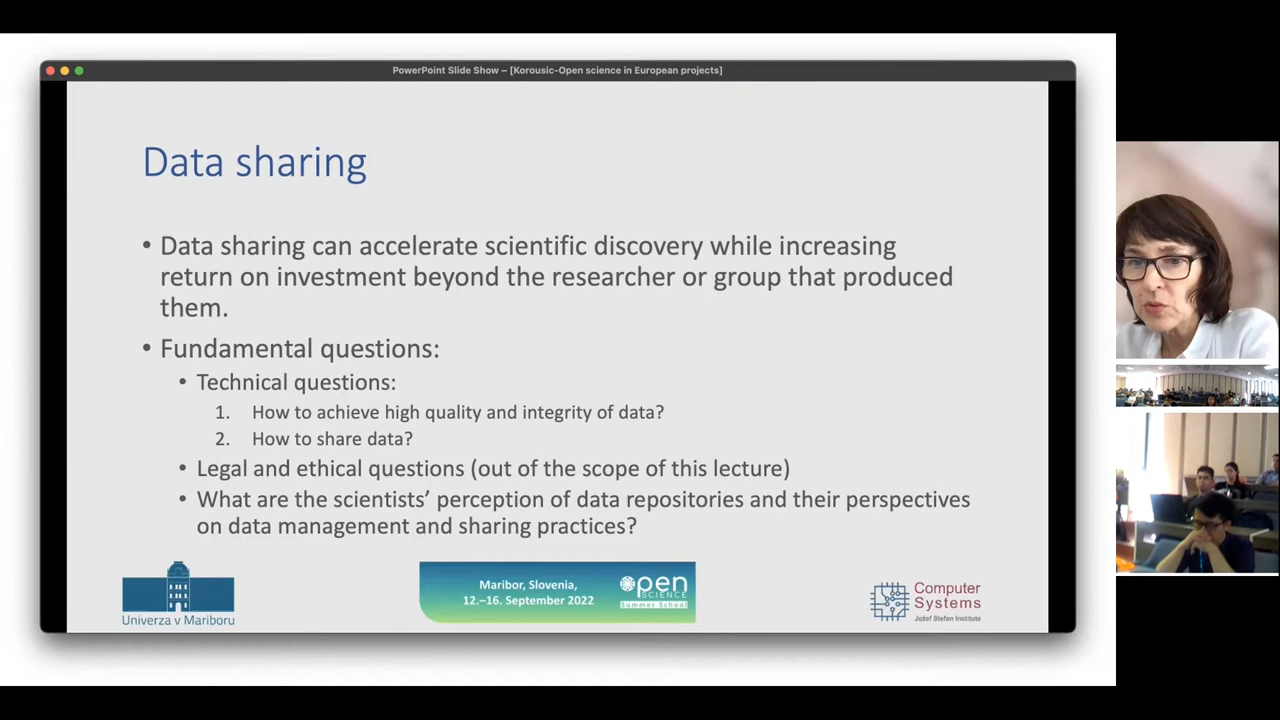 PowerPoint Slide Show – [Korousic-Open science in European projects]
Data sharing
• Data sharing can accelerate scientific discovery while increasing
return on investment beyond the researcher or group that produced
them.
• Fundamental questions:
• Technical questions:
1. How to achieve high quality and integrity of data?
2. How to share data?
• Legal and ethical questions (out of the scope of this lecture)
• What are the scientists’ perception of data repositories and their perspectives
on data management and sharing practices?
Univerza v Mariboru
Maribor, Slovenia,
12.–16. September 2022
Open
SCIENCE
Summer School
Computer
Systems
Jožef Stefan Institute